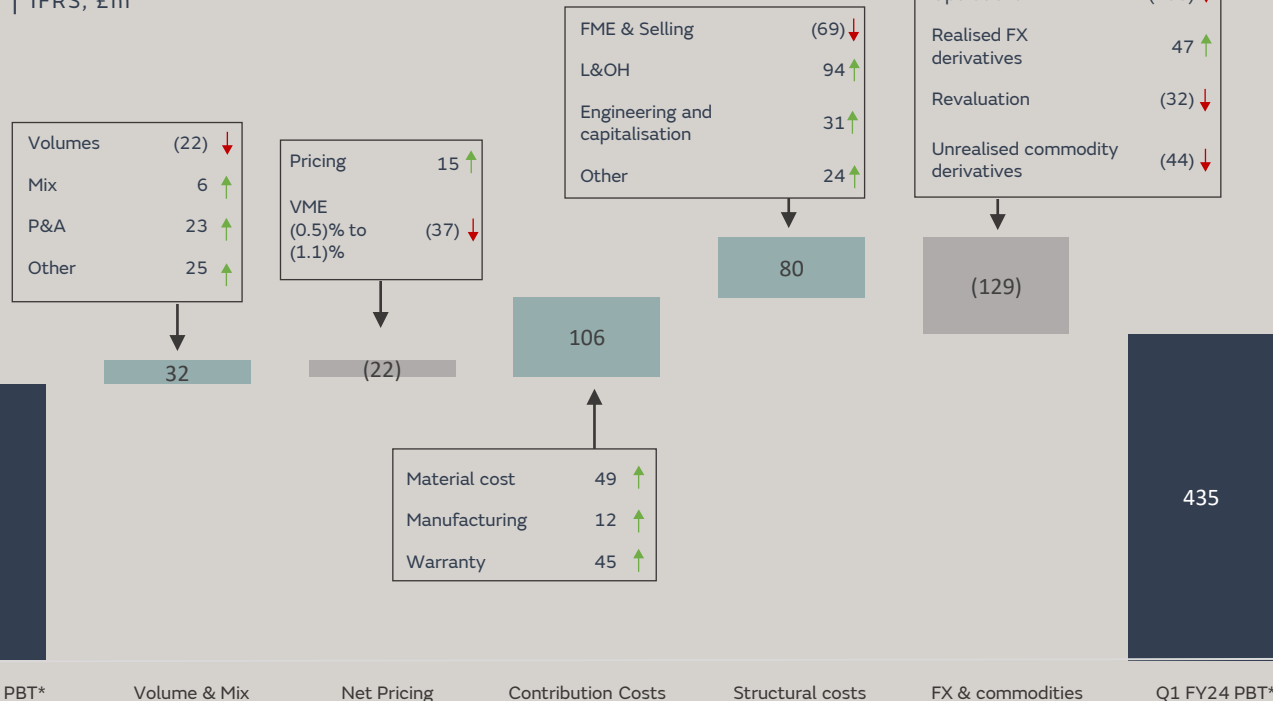 IFRS, £m
FME & Selling (69)
L&OH 94
Engineering and
capitalisation 31
Other 24
Realised FX
derivatives 47
Revaluation (32)
Unrealised commodity
derivatives (44)
Volumes (22)
Mix 6
P&A 23
Other 25
Pricing 15
VME
(0.5)% to (37)
(1.1)%
32
(22)
106
80
(129)
435
Material cost 49
Manufacturing 12
Warranty 45
PBT* Volume & Mix Net Pricing Contribution Costs Structural costs FX & commodities Q1 FY24 PBT*